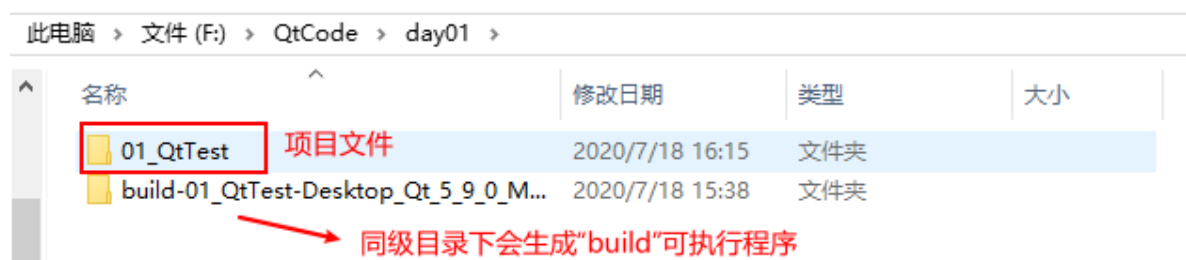 此电脑 > 文件 (F:) > QtCode > day01 >
名称 修改日期 类型 大小
01_QtTest 项目文件 2020/7/18 16:15 文件夹
build-01_QtTest-Desktop_Qt_5_9_0_M... 2020/7/18 15:38 文件夹
同级目录下会生成“build”可执行程序